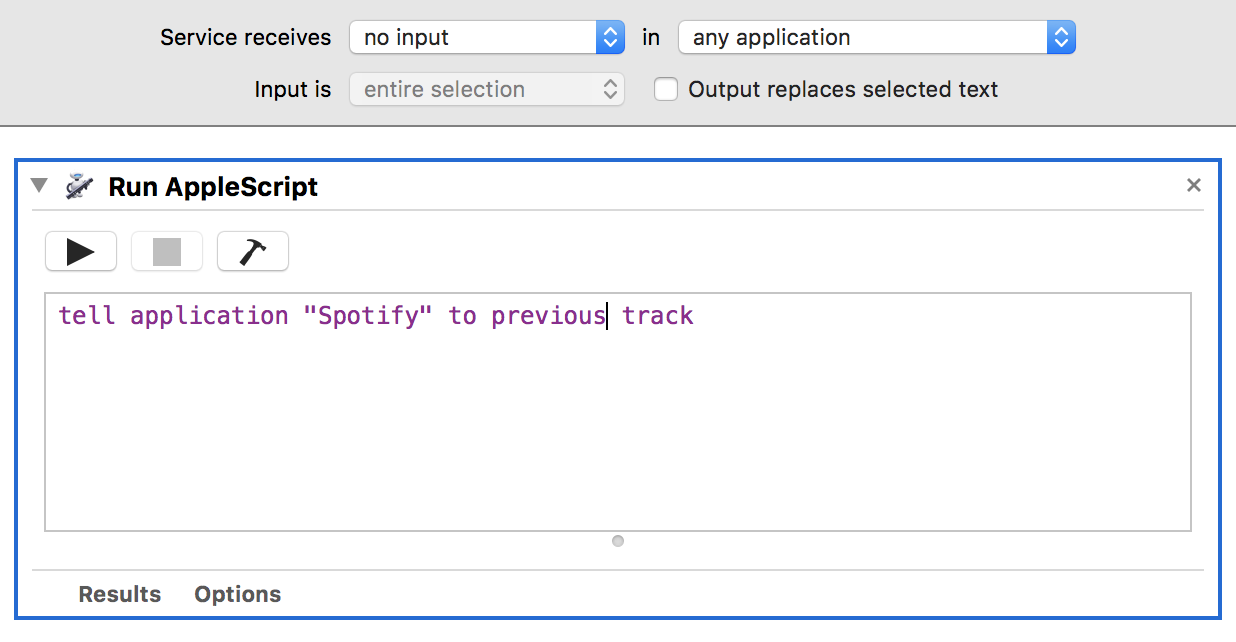 Service receives no input in any application
Input is entire selection Output replaces selected text
Run AppleScript
tell application "Spotify" to previous track
Results Options